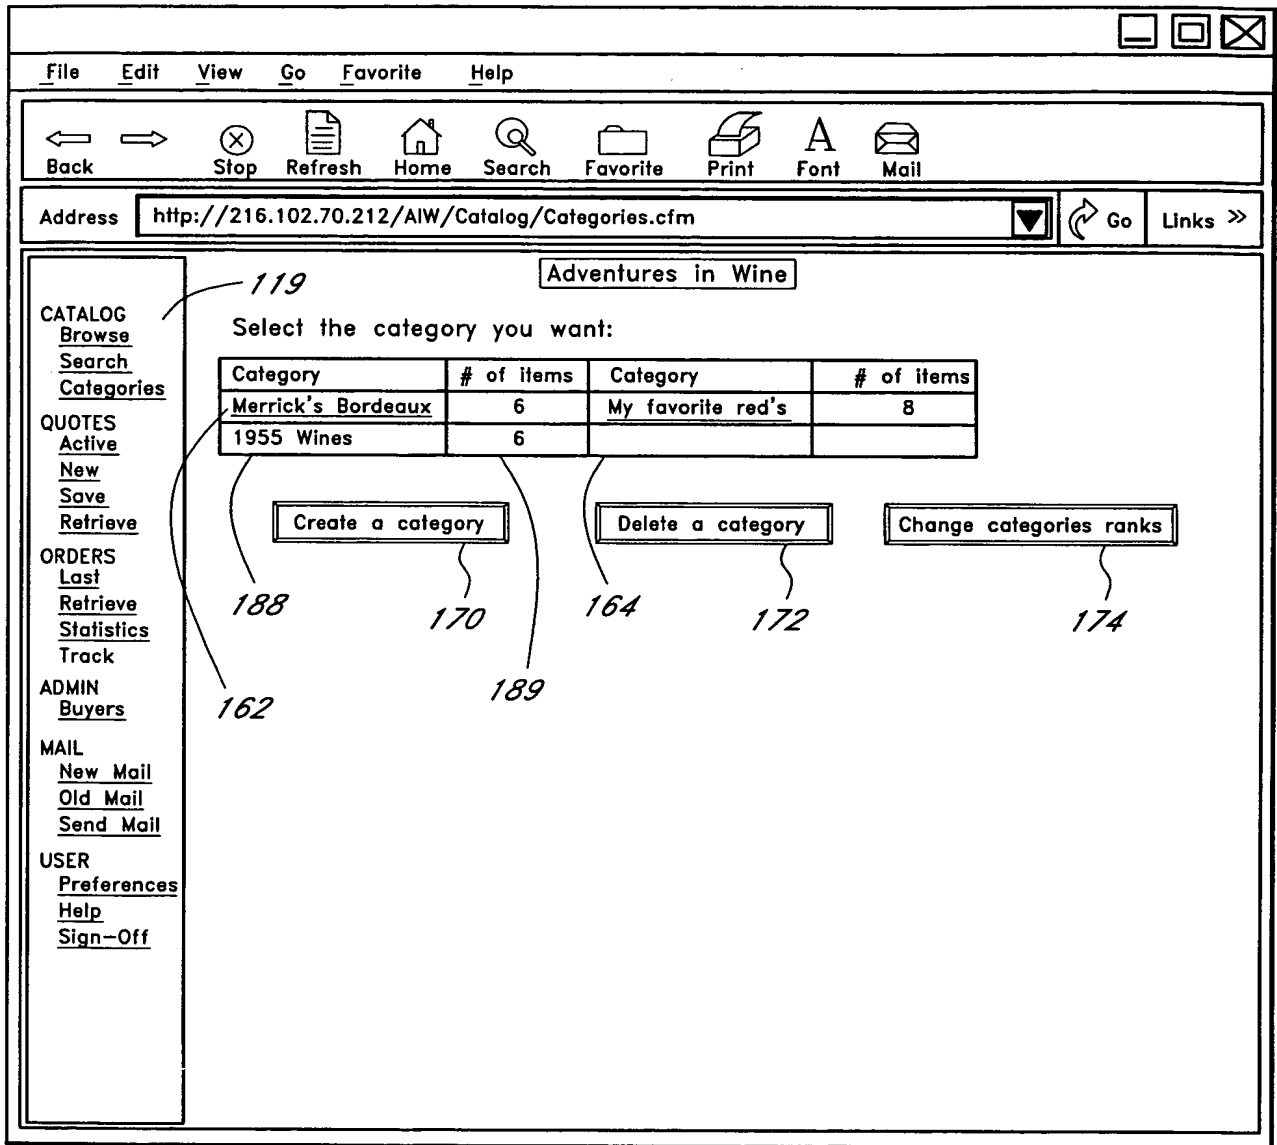 File Edit View Go Favorite Help
Back Stop Refresh Home Search Favorite Print A Font Mail
Address http://216.102.70.212/AIW/Catalog/Categories.cfm Go Links >>
Adventures in Wine
119
CATALOG
Browse
Search
Categories
QUOTES
Active
New
Save
Retrieve
ORDERS
Last
Retrieve
Statistics
Track
ADMIN
Buyers
MAIL
New Mail
Old Mail
Send Mail
USER
Preferences
Help
Sign-Off
Select the category you want:
Category # of items Category # of items
Merrick's Bordeaux 6 My favorite red's 8
1955 Wines 6
Create a category Delete a category Change categories ranks
188 170 164 172 174
162 189